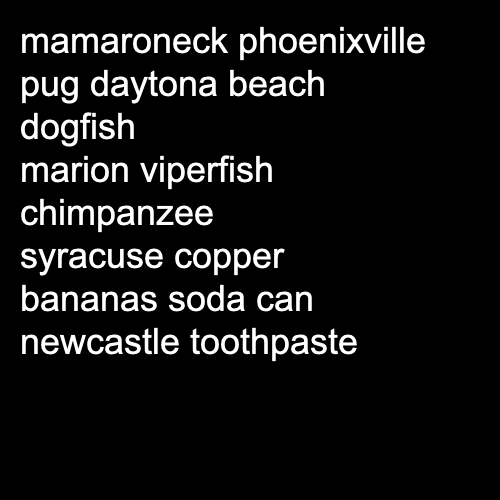 mamaroneck phoenixville
pug daytona beach
dogfish
marion viperfish
chimpanzee
syracuse copper
bananas soda can
newcastle toothpaste